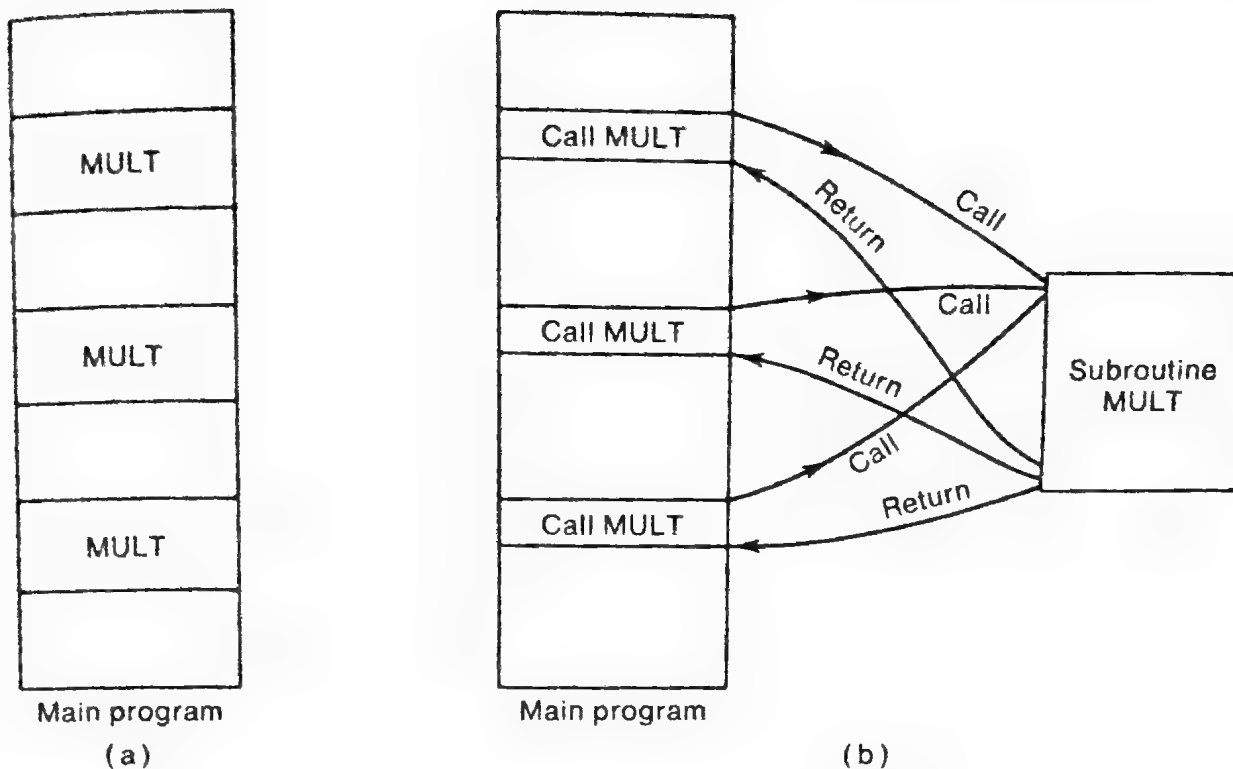 MULT
MULT
MULT
Main program
(a)
Call MULT
Call MULT
Call MULT
Main program
Call
Return
Call
Return
Call
Return
Subroutine
MULT
(b)